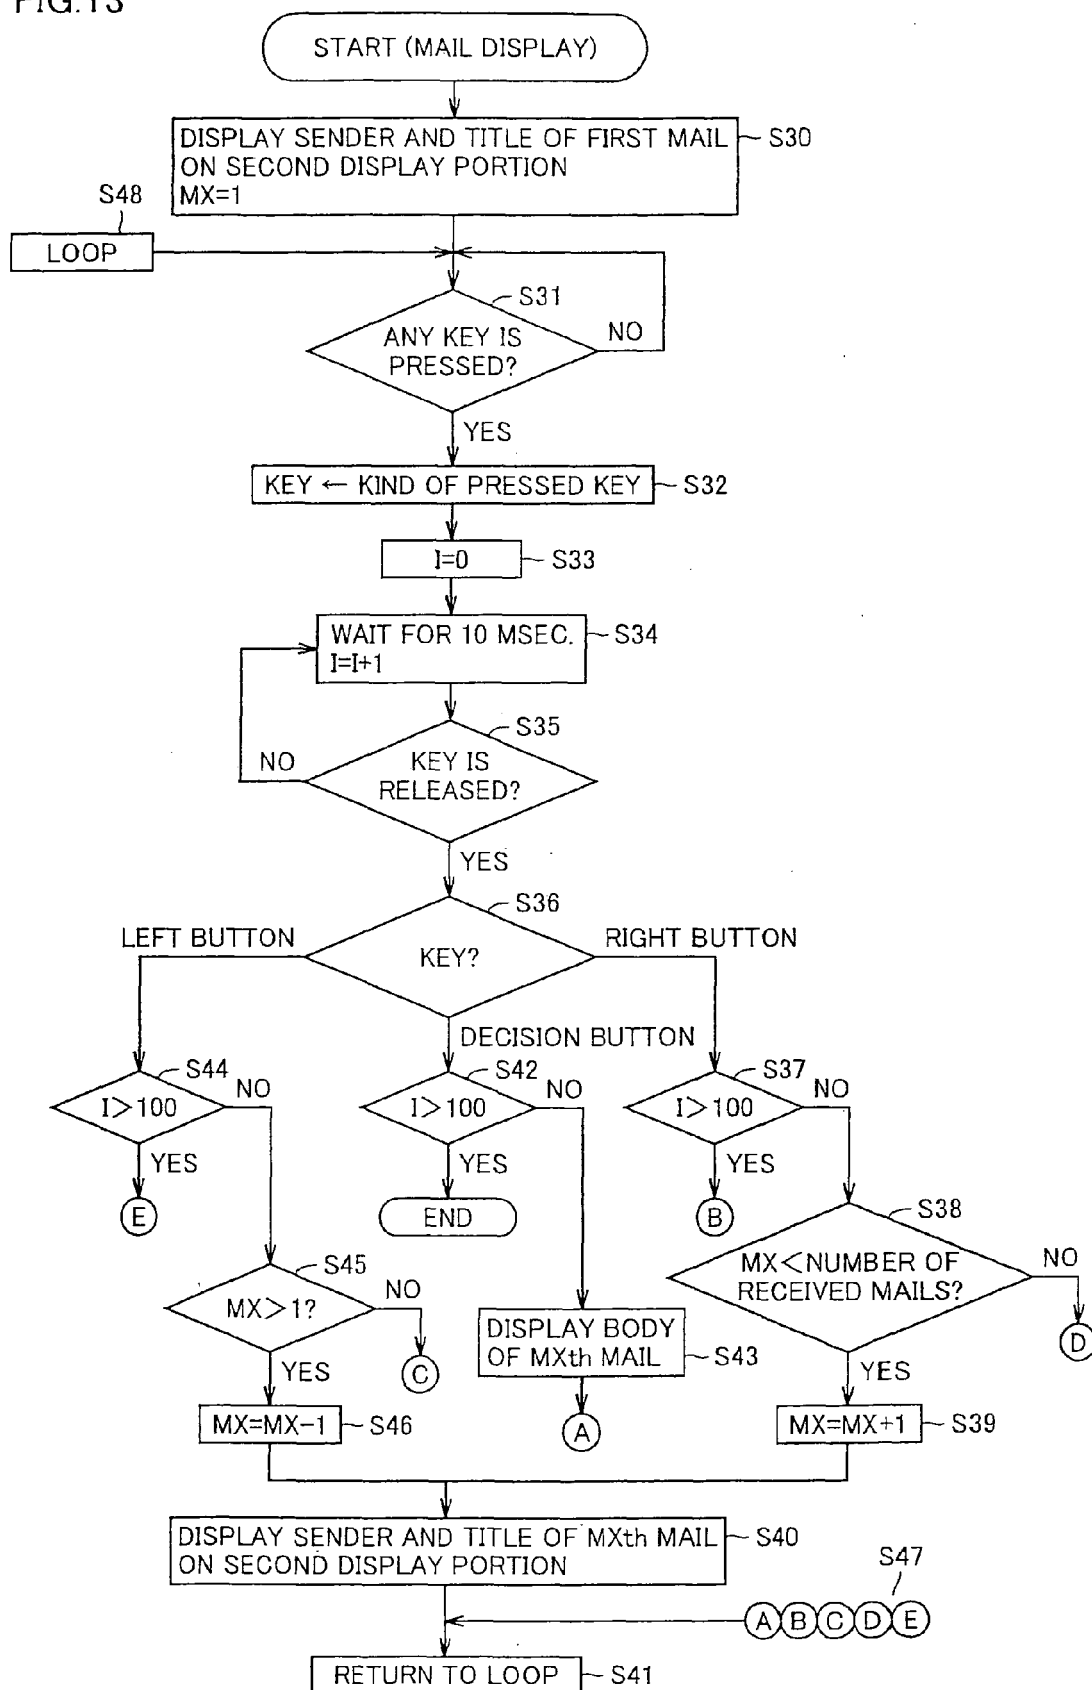 FIG.13
START (MAIL DISPLAY)
DISPLAY SENDER AND TITLE OF FIRST MAIL
ON SECOND DISPLAY PORTION
MX=1
S30
S48
LOOP
S31
ANY KEY IS
PRESSED?
NO
YES
KEY ← KIND OF PRESSED KEY
S32
I=0
S33
WAIT FOR 10 MSEC.
I=I+1
S34
S35
KEY IS
RELEASED?
NO
YES
S36
LEFT BUTTON
KEY?
RIGHT BUTTON
DECISION BUTTON
S44
I>100
NO
YES
E
S42
I>100
NO
YES
END
S37
I>100
NO
YES
B
S38
MX<NUMBER OF
RECEIVED MAILS?
NO
D
YES
S45
MX>1?
NO
C
YES
DISPLAY BODY
OF MXth MAIL
S43
A
MX=MX-1
S46
MX=MX+1
S39
DISPLAY SENDER AND TITLE OF MXth MAIL
ON SECOND DISPLAY PORTION
S40
S47
A B C D E
RETURN TO LOOP
S41